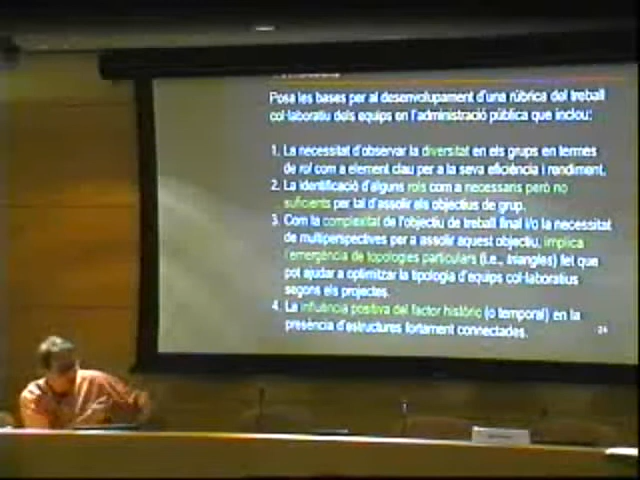 Posa les bases per al desenvolupament d'una rúbrica del treball
col·laboratiu dels equips en l'administració pública que inclou:
1. La necessitat d'observar la diversitat en els grups en termes
de rol com a element clau per a la seva eficiència i rendiment.
2. La identificació d'alguns rols com a necessaris però no
suficients per tal d'assolir els objectius de grup.
3. Com la complexitat de l'objectiu de treball final i/o la necessitat
de multiperspectives per a assolir aquest objectiu, implica
l'emergència de topologies particulars (i.e., triangles) fet que
pot ajudar a optimitzar la tipologia d'equips col·laboratius
segons els projectes.
4. La influència positiva del factor històric (o temporal) en la
presència d'estructures fortament connectades.
24